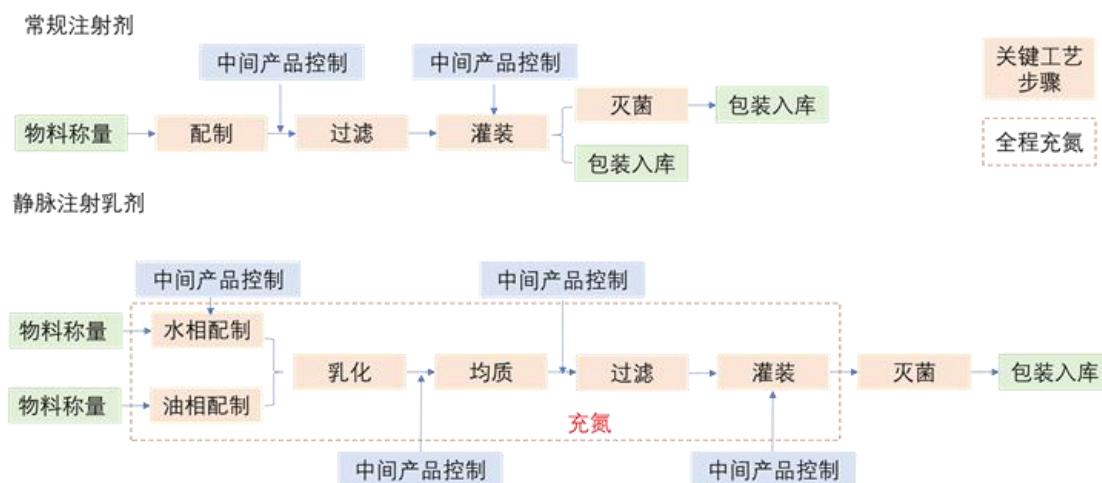 常规注射剂
中间产品控制
中间产品控制
关键工艺
步骤
灭菌
包装入库
物料称量
配制
过滤
灌装
全程充氮
包装入库
静脉注射乳剂
中间产品控制
中间产品控制
物料称量
水相配制
乳化
均质
过滤
灌装
灭菌
包装入库
物料称量
油相配制
充氮
中间产品控制
中间产品控制